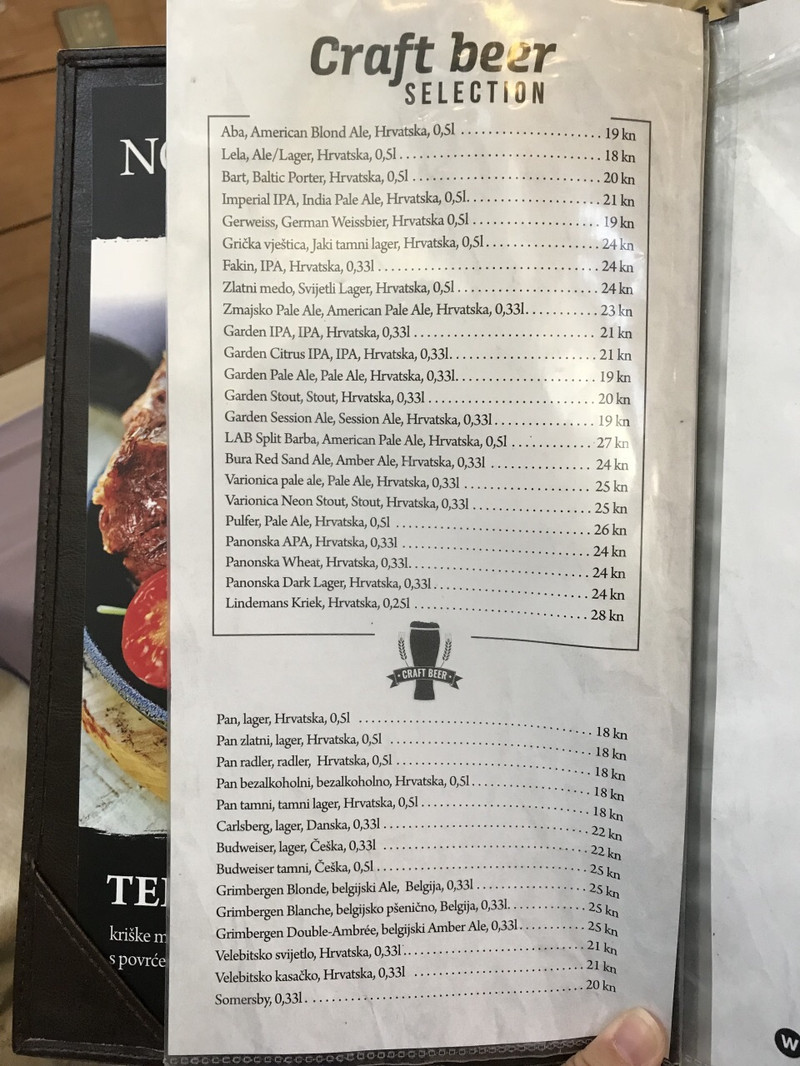 Craft beer
SELECTION
Aba, American Blond Ale, Hrvatska, 0,5l ..................... 19 kn
Lela, Ale/Lager, Hrvatska, 0,5l ............................... 18 kn
Bart, Baltic Porter, Hrvatska, 0,5l ............................. 20 kn
Imperial IPA, India Pale Ale, Hrvatska, 0,5l .................... 21 kn
Gerweiss, German Weissbier, Hrvatska 0,5l ................... 19 kn
Grička vještica, Jaki tamni lager, Hrvatska, 0,5l ................. 24 kn
Fakin, IPA, Hrvatska, 0,33l .................................. 24 kn
Zlatni medo, Svijetli Lager, Hrvatska, 0,5l ..................... 24 kn
Zmajsko Pale Ale, American Pale Ale, Hrvatska, 0,33l ........... 23 kn
Garden IPA, IPA, Hrvatska, 0,33l ............................ 21 kn
Garden Citrus IPA, IPA, Hrvatska, 0,33l ...................... 21 kn
Garden Pale Ale, Pale Ale, Hrvatska, 0,33l ..................... 19 kn
Garden Stout, Stout, Hrvatska, 0,33l ......................... 20 kn
Garden Session Ale, Session Ale, Hrvatska, 0,33l ............... 19 kn
LAB Split Barba, American Pale Ale, Hrvatska, 0,5l ............ 27 kn
Bura Red Sand Ale, Amber Ale, Hrvatska, 0,33l ................ 24 kn
Varionica pale ale, Pale Ale, Hrvatska, 0,33l .................... 25 kn
Varionica Neon Stout, Stout, Hrvatska, 0,33l .................. 25 kn
Pulfer, Pale Ale, Hrvatska, 0,5l ............................... 26 kn
Panonska APA, Hrvatska, 0,33l ............................. 24 kn
Panonska Wheat, Hrvatska, 0,33l ............................ 24 kn
Panonska Dark Lager, Hrvatska, 0,33l ........................ 24 kn
Lindemans Kriek, Hrvatska, 0,25l ........................... 28 kn
CRAFT BEER
Pan, lager, Hrvatska, 0,5l .................................... 18 kn
Pan zlatni, lager, Hrvatska, 0,5l ............................... 18 kn
Pan radler, radler, Hrvatska, 0,5l ............................. 18 kn
Pan bezalkoholni, bezalkoholno, Hrvatska, 0,5l ................. 18 kn
Pan tamni, tamni lager, Hrvatska, 0,5l ......................... 18 kn
Carlsberg, lager, Danska, 0,33l ............................... 22 kn
Budweiser, lager, Češka, 0,33l ................................ 22 kn
Budweiser tamni, Češka, 0,5l ................................. 25 kn
Grimbergen Blonde, belgijski Ale, Belgija, 0,33l ................. 25 kn
Grimbergen Blanche, belgijsko pšenično, Belgija, 0,33l ............ 25 kn
Grimbergen Double-Ambrée, belgijski Amber Ale, 0,33l .......... 25 kn
Velebitsko svijetlo, Hrvatska, 0,33l ............................ 21 kn
Velebitsko kasačko, Hrvatska, 0,33l ........................... 21 kn
Somersby, 0,33l ............................................. 20 kn
kriške
W